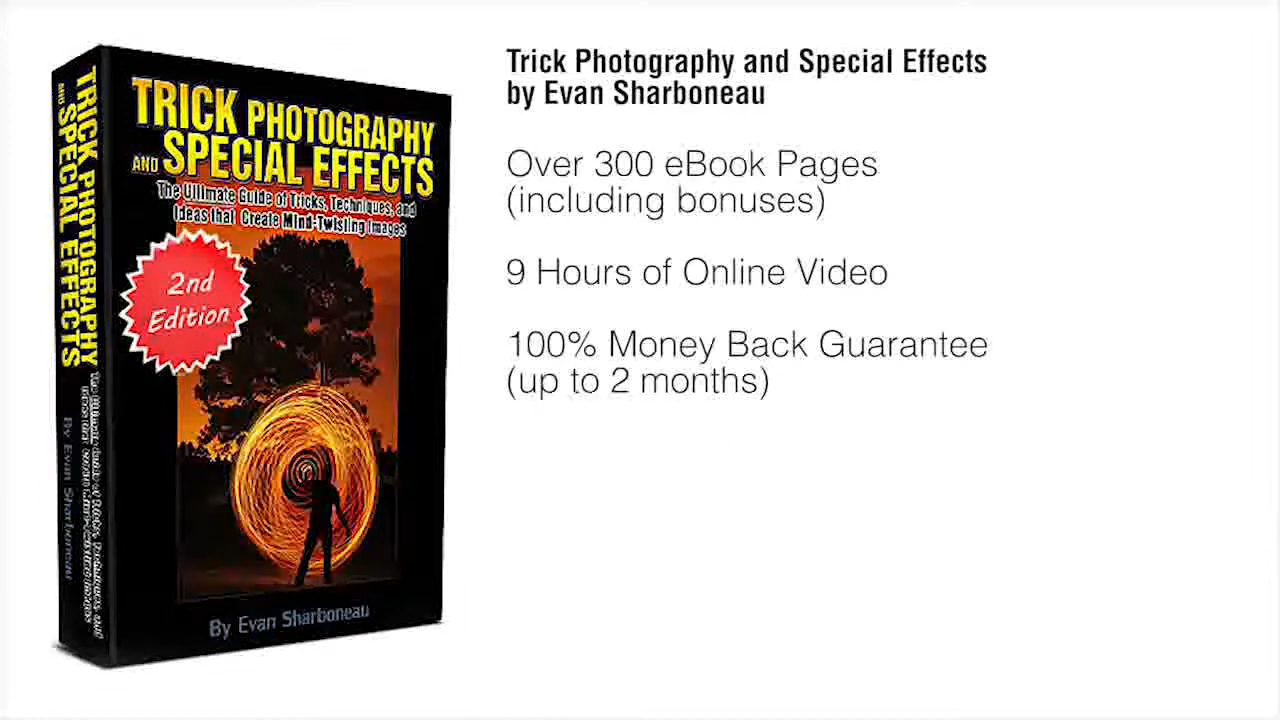 TRICK PHOTOGRAPHY
AND SPECIAL EFFECTS
The Ultimate Guide of Tricks, Techniques, and
Ideas that Create Mind-Twisting Images
2nd
Edition
By Evan Sharboneau
TRICK PHOTOGRAPHY
AND SPECIAL EFFECTS
By Evan Sharboneau
Trick Photography and Special Effects
by Evan Sharboneau
Over 300 eBook Pages
(including bonuses)
9 Hours of Online Video
100% Money Back Guarantee
(up to 2 months)